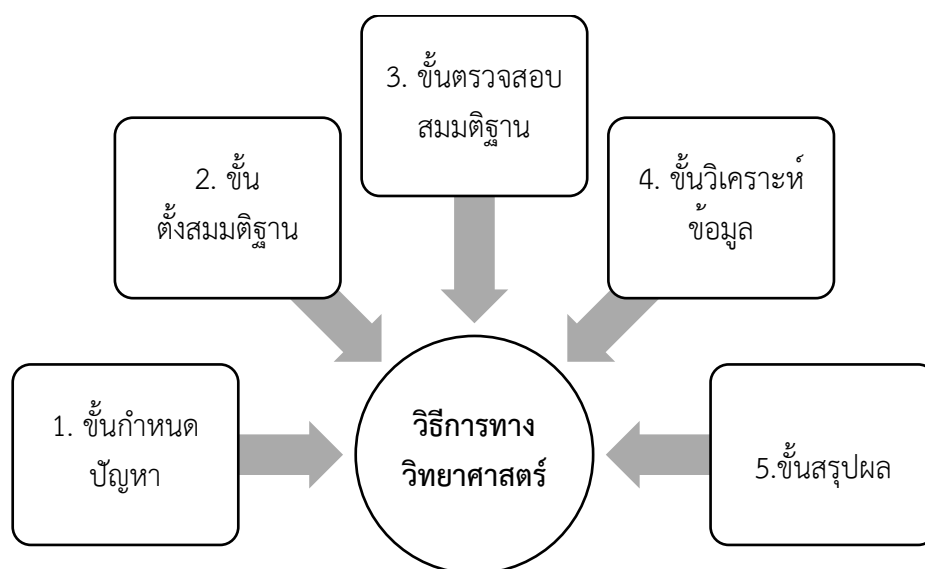 3. ขั้นตรวจสอบ
สมมติฐาน
2. ขั้น
ตั้งสมมติฐาน
4. ขั้นวิเคราะห์
ข้อมูล
1. ขั้นกำหนด
ปัญหา
วิธีการทาง
วิทยาศาสตร์
5.ขั้นสรุปผล